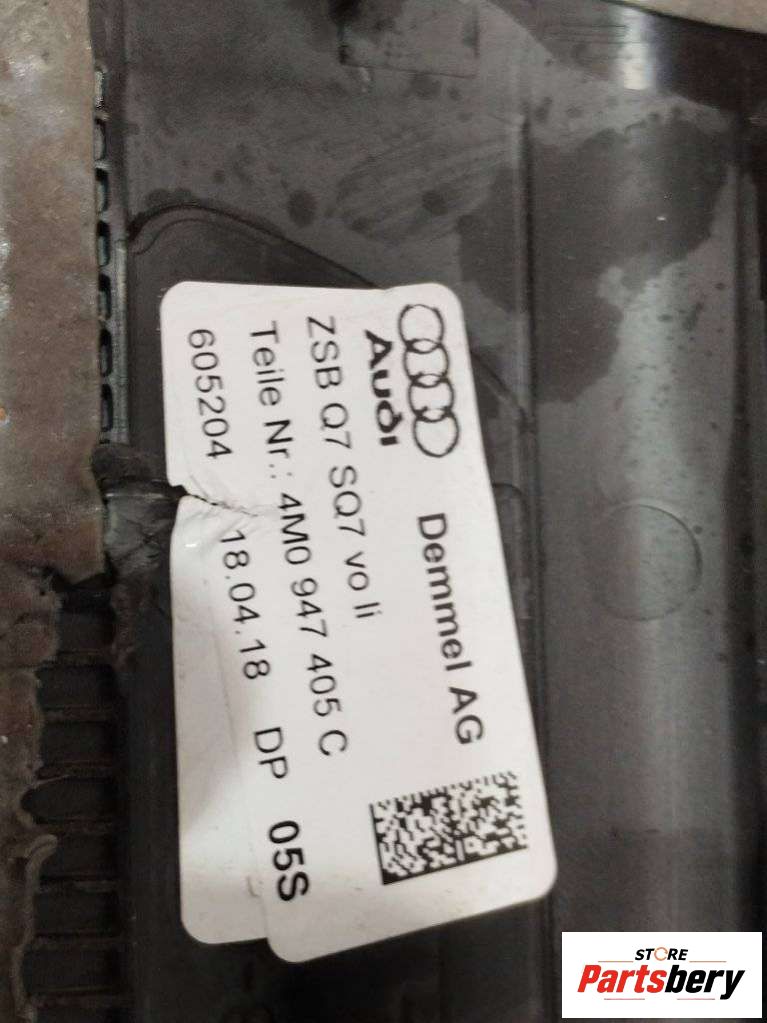 Audi
Demmel AG
ZSB Q7 SQ7 vo li
Teile Nr.: 4M0 947 405 C
605204 18.04.18 DP 05S
STORE
Partsbery